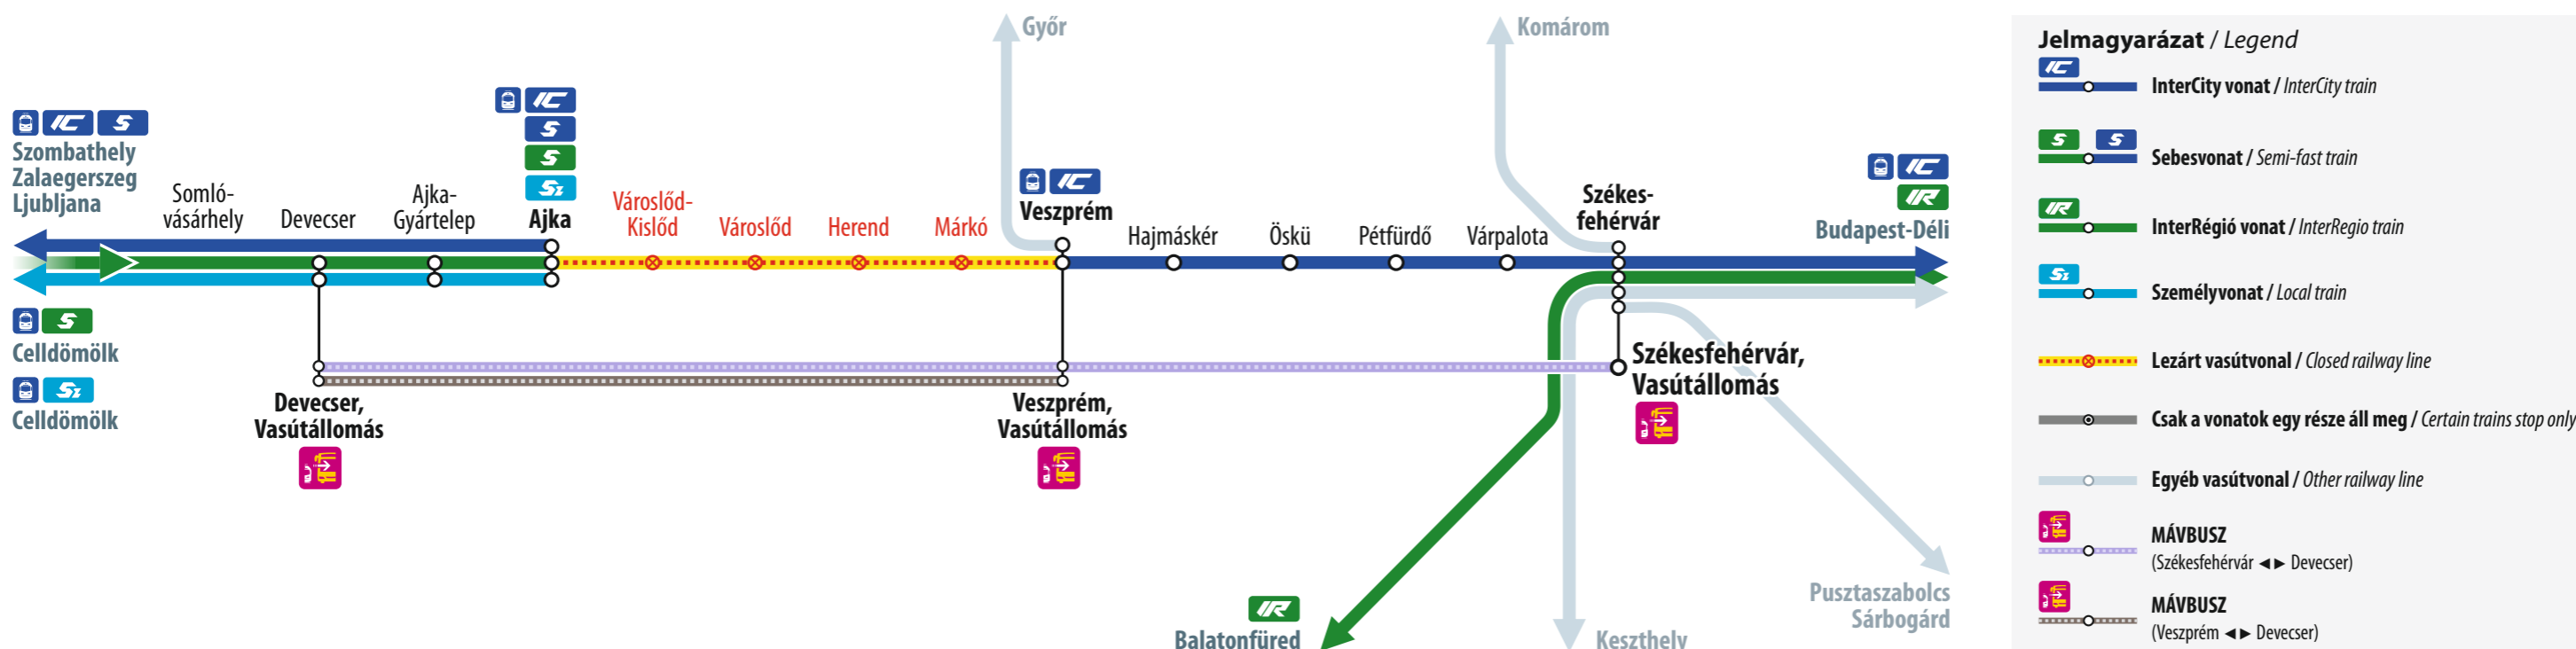 Győr
Komárom
IC S
Szombathely
Zalaegerszeg
Ljubljana
Somló-
vásárhely
Devecser
Ajka-
Gyártelep
IC
S
S
Sz
Ajka
Városlőd-
Kislőd
Városlőd
Herend
Márkó
IC
Veszprém
Hajmáskér
Öskü
Pétfürdő
Várpalota
Székes-
fehérvár
IC
IR
Budapest-Déli
S
Celldömölk
Sz
Celldömölk
Devecser,
Vasútállomás
Veszprém,
Vasútállomás
Székesfehérvár,
Vasútállomás
IR
Balatonfüred
Keszthely
Pusztaszabolcs
Sárbogárd
Jelmagyarázat / Legend
IC
InterCity vonat / InterCity train
S S
Sebesvonat / Semi-fast train
IR
InterRégió vonat / InterRegio train
Sz
Személyvonat / Local train
Lezárt vasútvonal / Closed railway line
Csak a vonatok egy része áll meg / Certain trains stop only
Egyéb vasútvonal / Other railway line
MÁVBUSZ
(Székesfehérvár ◄► Devecser)
MÁVBUSZ
(Veszprém ◄► Devecser)